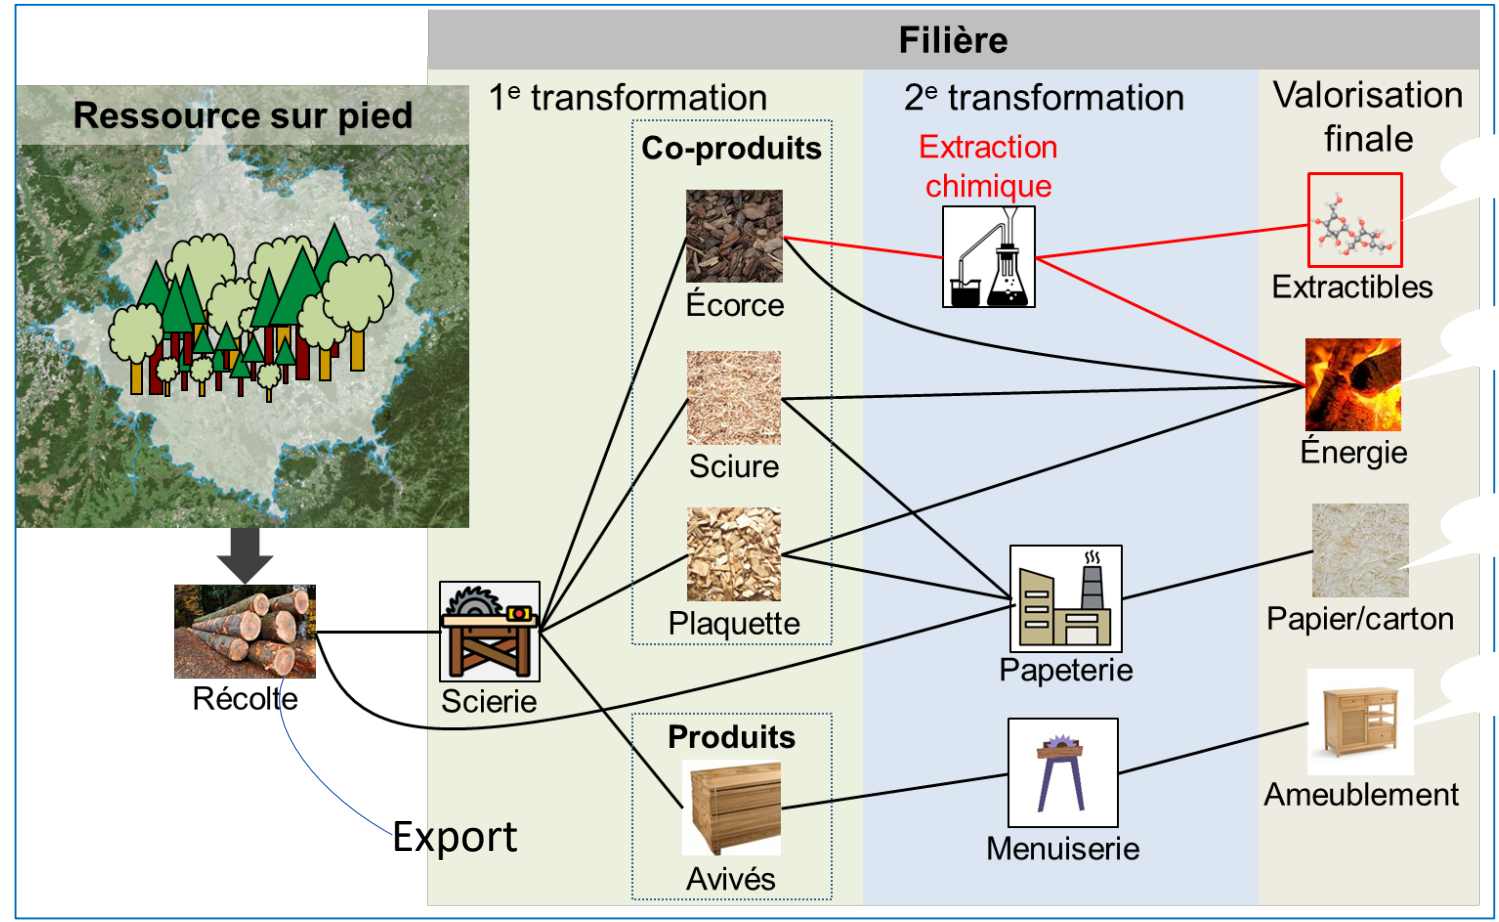 Filière
Ressource sur pied
1e transformation
2e transformation
Valorisation
finale
Co-produits
Extraction
chimique
Écorce
Extractibles
Sciure
Énergie
Plaquette
Papier/carton
Récolte
Scierie
Papeterie
Produits
Ameublement
Export
Menuiserie
Avivés